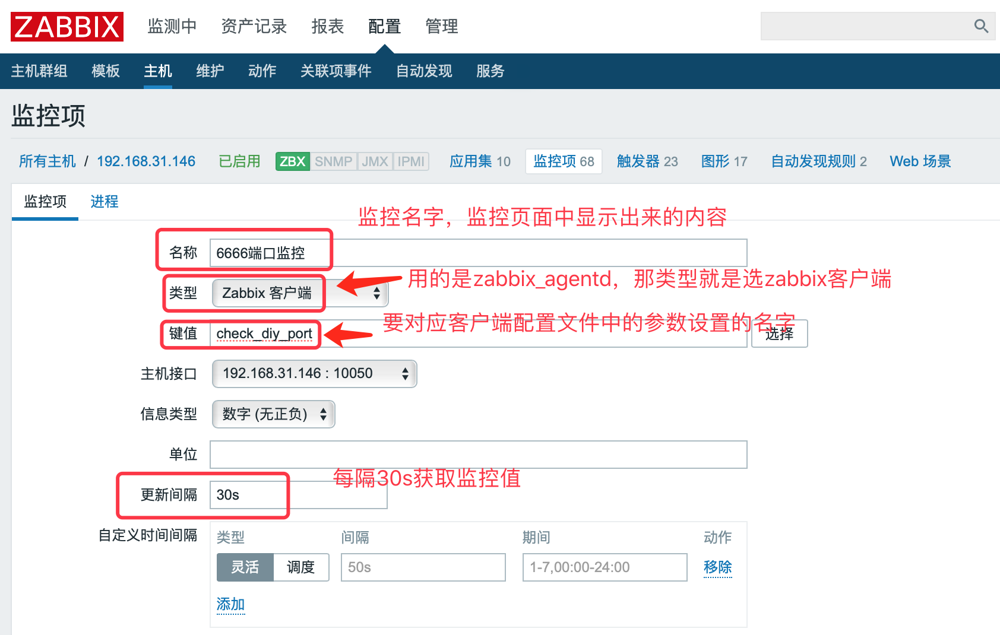 ZABBIX 监测中 资产记录 报表 配置 管理
主机群组 模板 主机 维护 动作 关联项事件 自动发现 服务
监控项
所有主机 / 192.168.31.146 已启用 ZBX SNMP JMX IPMI 应用集 10 监控项 68 触发器 23 图形 17 自动发现规则 2 Web 场景
监控项 进程
监控名字，监控页面中显示出来的内容
名称 6666端口监控
用的是zabbix_agentd，那类型就是选zabbix客户端
类型 Zabbix 客户端
要对应客户端配置文件中的参数设置的名字
键值 check_diy_port 选择
主机接口 192.168.31.146 : 10050
信息类型 数字 (无正负)
单位
每隔30s获取监控值
更新间隔 30s
自定义时间间隔 类型 间隔 期间 动作
灵活 调度 50s 1-7,00:00-24:00 移除
添加